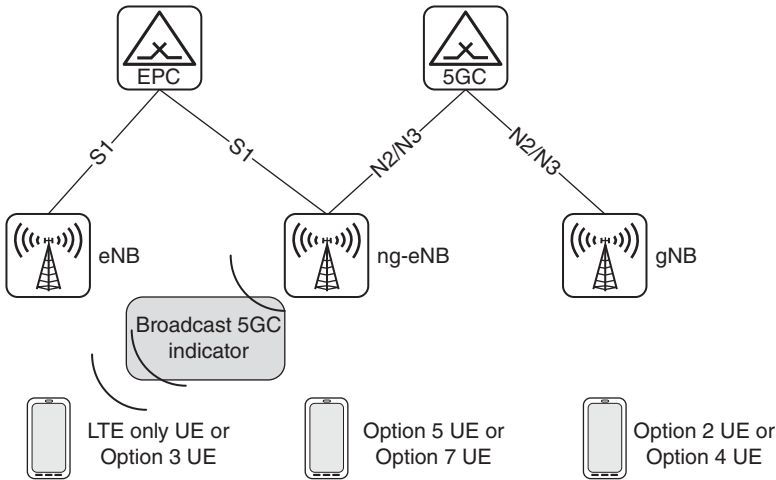 EPC
5GC
S1
S1
N2/N3
N2/N3
eNB
ng-eNB
gNB
Broadcast 5GC
indicator
LTE only UE or
Option 3 UE
Option 5 UE or
Option 7 UE
Option 2 UE or
Option 4 UE